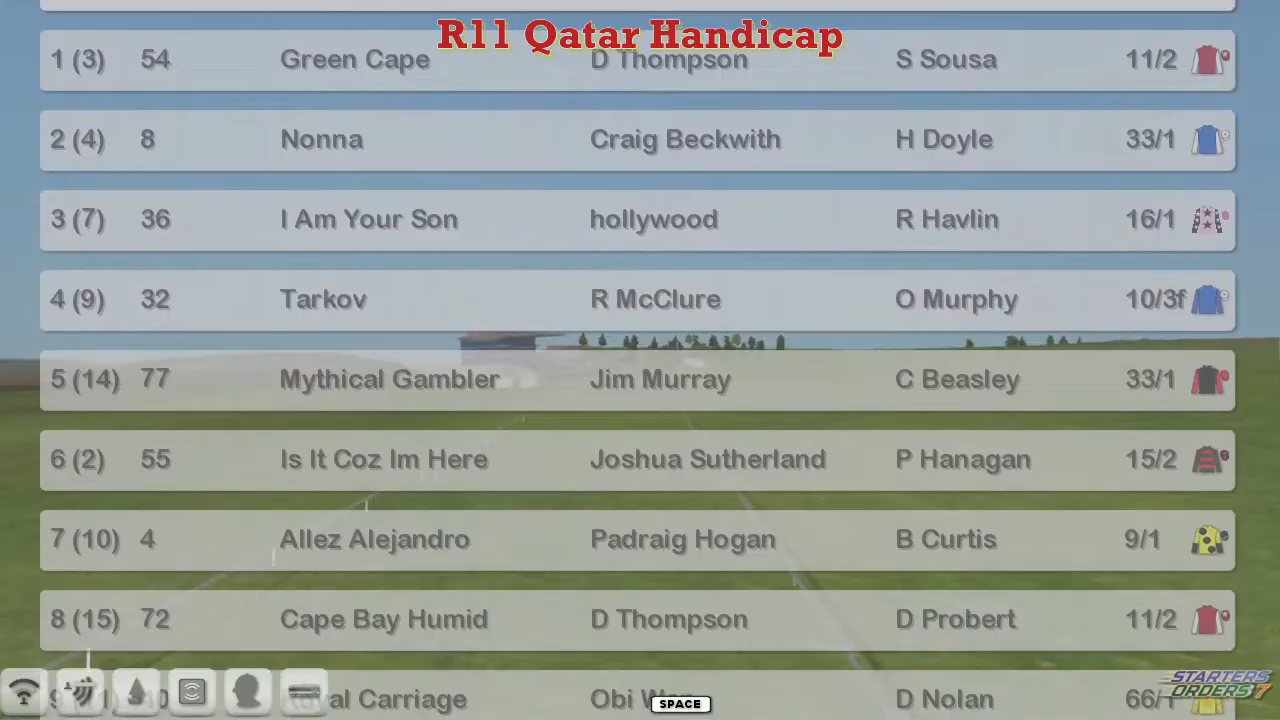 R11 Qatar Handicap
1 (3) 54 Green Cape D Thompson S Sousa 11/2
2 (4) 8 Nonna Craig Beckwith H Doyle 33/1
3 (7) 36 I Am Your Son hollywood R Havlin 16/1
4 (9) 32 Tarkov R McClure O Murphy 10/3f
5 (14) 77 Mythical Gambler Jim Murray C Beasley 33/1
6 (2) 55 Is It Coz Im Here Joshua Sutherland P Hanagan 15/2
7 (10) 4 Allez Alejandro Padraig Hogan B Curtis 9/1
8 (15) 72 Cape Bay Humid D Thompson D Probert 11/2
Carriage Obi D Nolan 66/1
SPACE
STARTERS
ORDERS 7